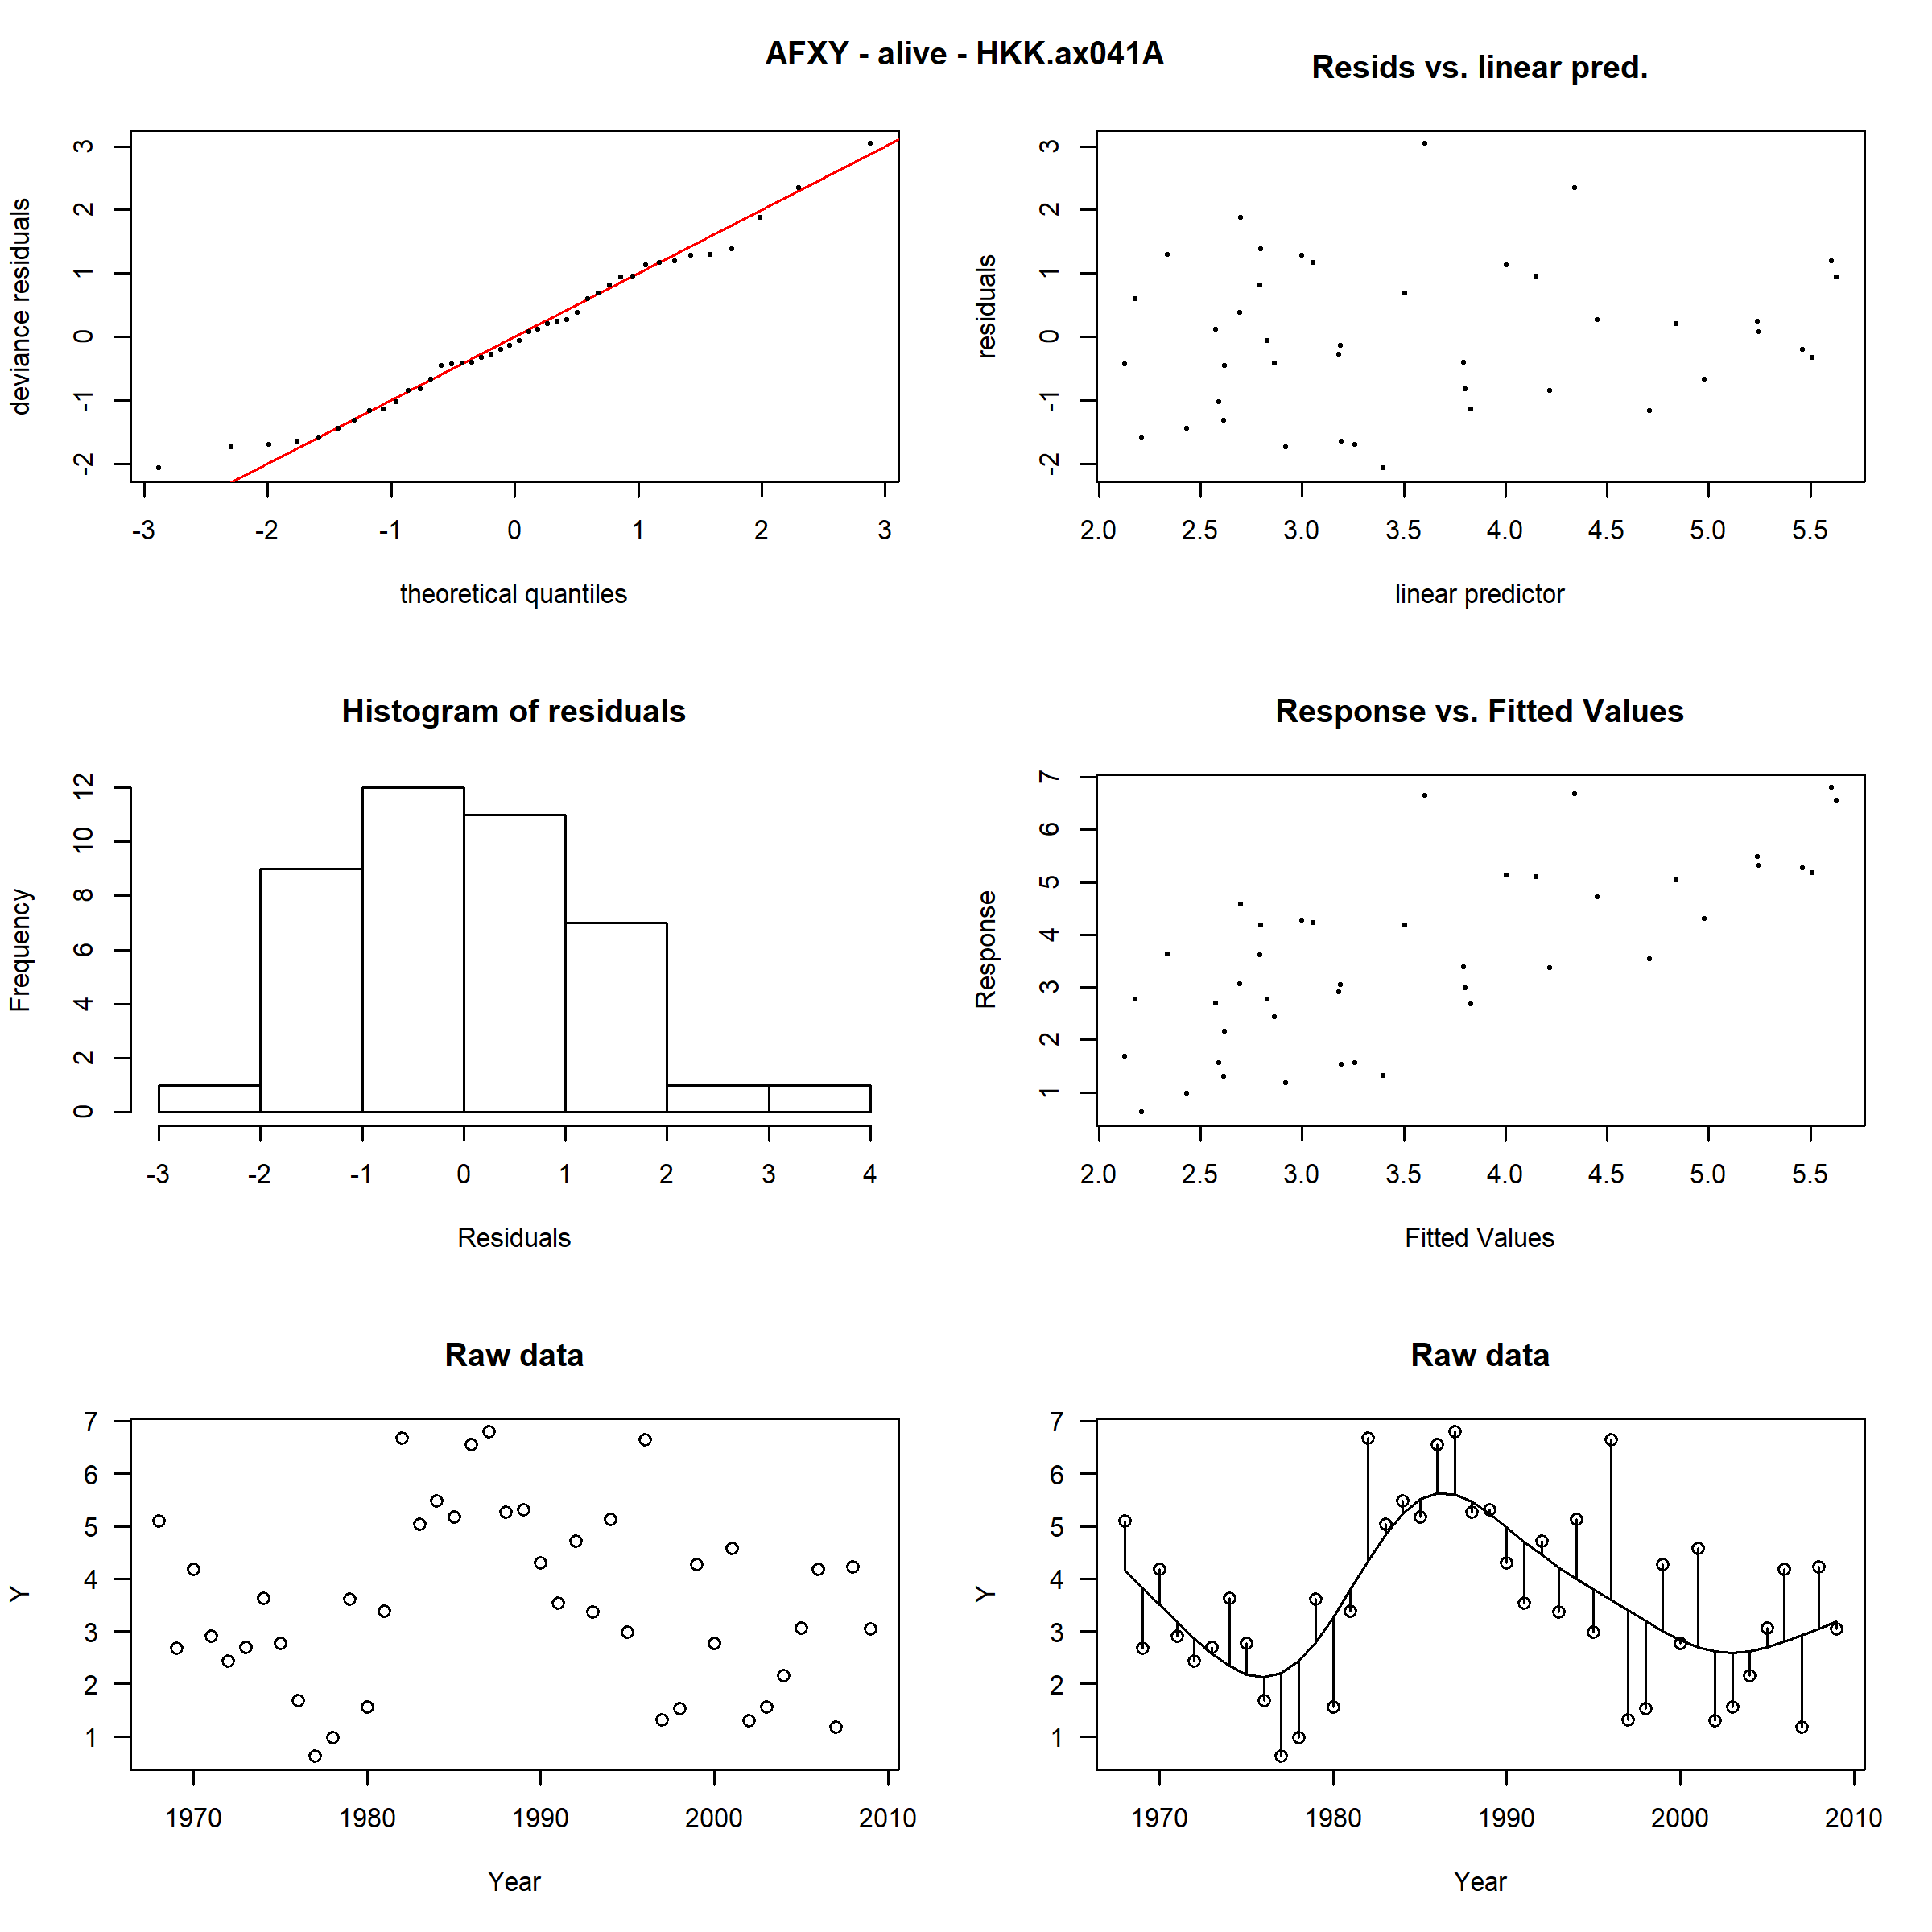 AFXY - alive - HKK.ax041A
Resids vs. linear pred.
deviance residuals
3
2
1
0
-1
-2
-3 -2 -1 0 1 2 3
theoretical quantiles
residuals
3
2
1
0
-1
-2
2.0 2.5 3.0 3.5 4.0 4.5 5.0 5.5
linear predictor
Histogram of residuals
Frequency
12
10
8
6
4
2
0
-3 -2 -1 0 1 2 3 4
Residuals
Response vs. Fitted Values
Response
7
6
5
4
3
2
1
2.0 2.5 3.0 3.5 4.0 4.5 5.0 5.5
Fitted Values
Raw data
Y
7
6
5
4
3
2
1
1970 1980 1990 2000 2010
Year
Raw data
Y
7
6
5
4
3
2
1
1970 1980 1990 2000 2010
Year